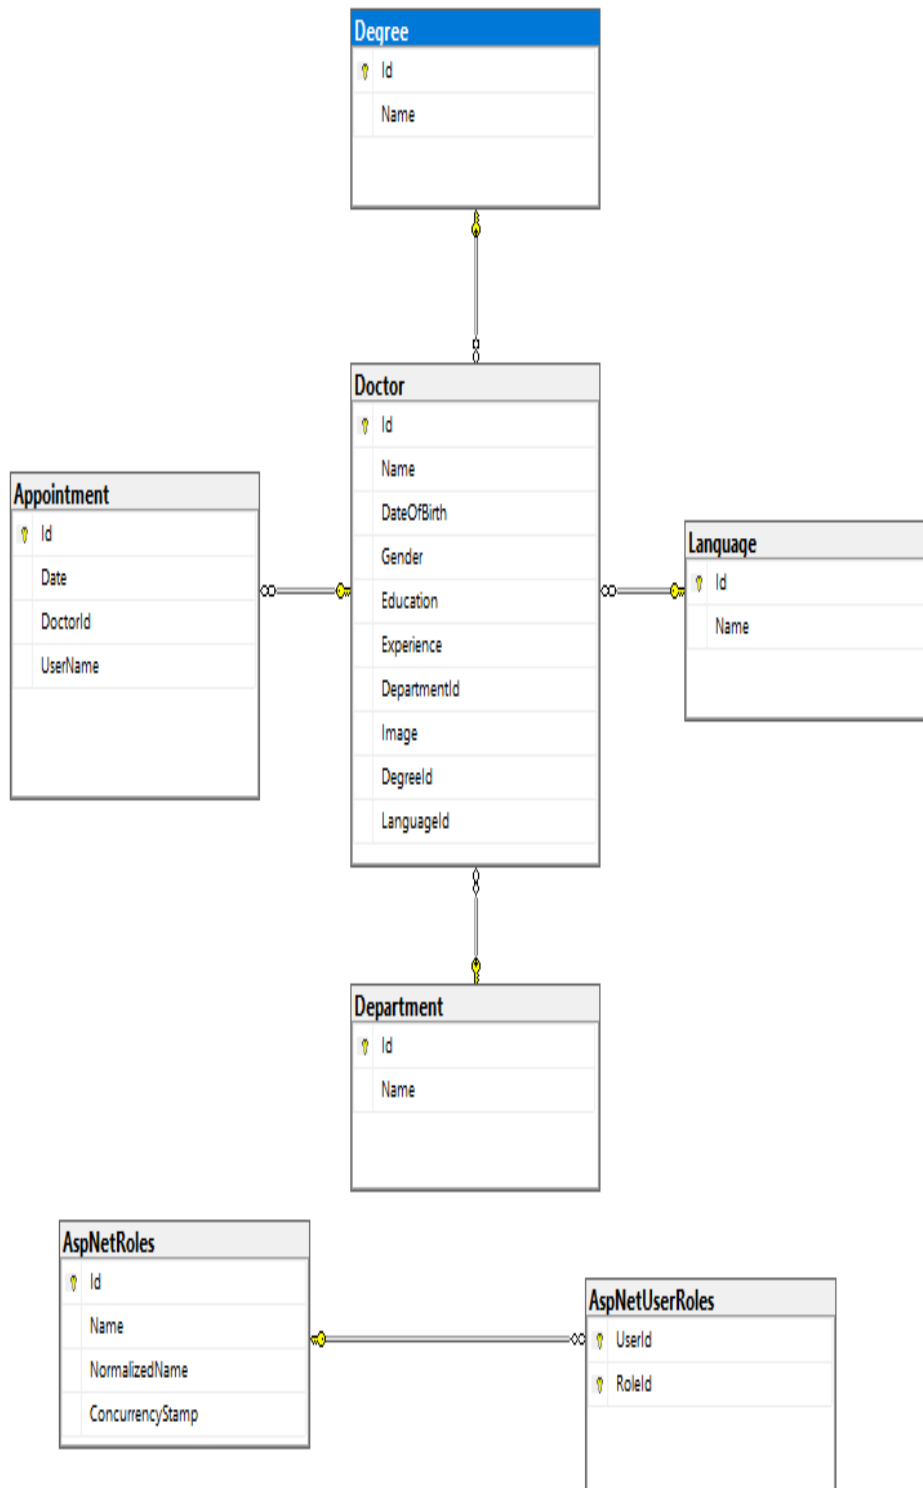 Degree
Id
Name
Doctor
Id
Name
DateOfBirth
Gender
Education
Experience
DepartmentId
Image
DegreeId
LanguageId
Appointment
Id
Date
DoctorId
UserName
Language
Id
Name
Department
Id
Name
AspNetRoles
Id
Name
NormalizedName
ConcurrencyStamp
AspNetUserRoles
UserId
RoleId